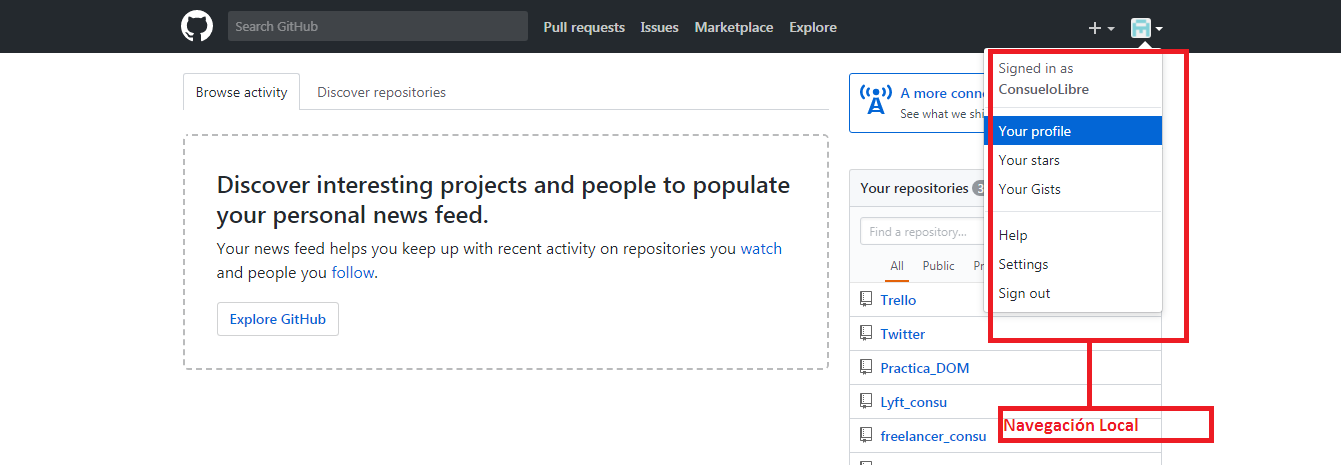 Search GitHub
Pull requests
Issues
Marketplace
Explore
Browse activity
Discover repositories
Discover interesting projects and people to populate
your personal news feed.
Your news feed helps you keep up with recent activity on repositories you watch
and people you follow.
Explore GitHub
A more conne
See what we shi
Your repositories 3
Find a repository...
All
Public
Pr
Trello
Twitter
Practica_DOM
Lyft_consu
freelancer_consu
Signed in as
ConsueloLibre
Your profile
Your stars
Your Gists
Help
Settings
Sign out
Navegación Local